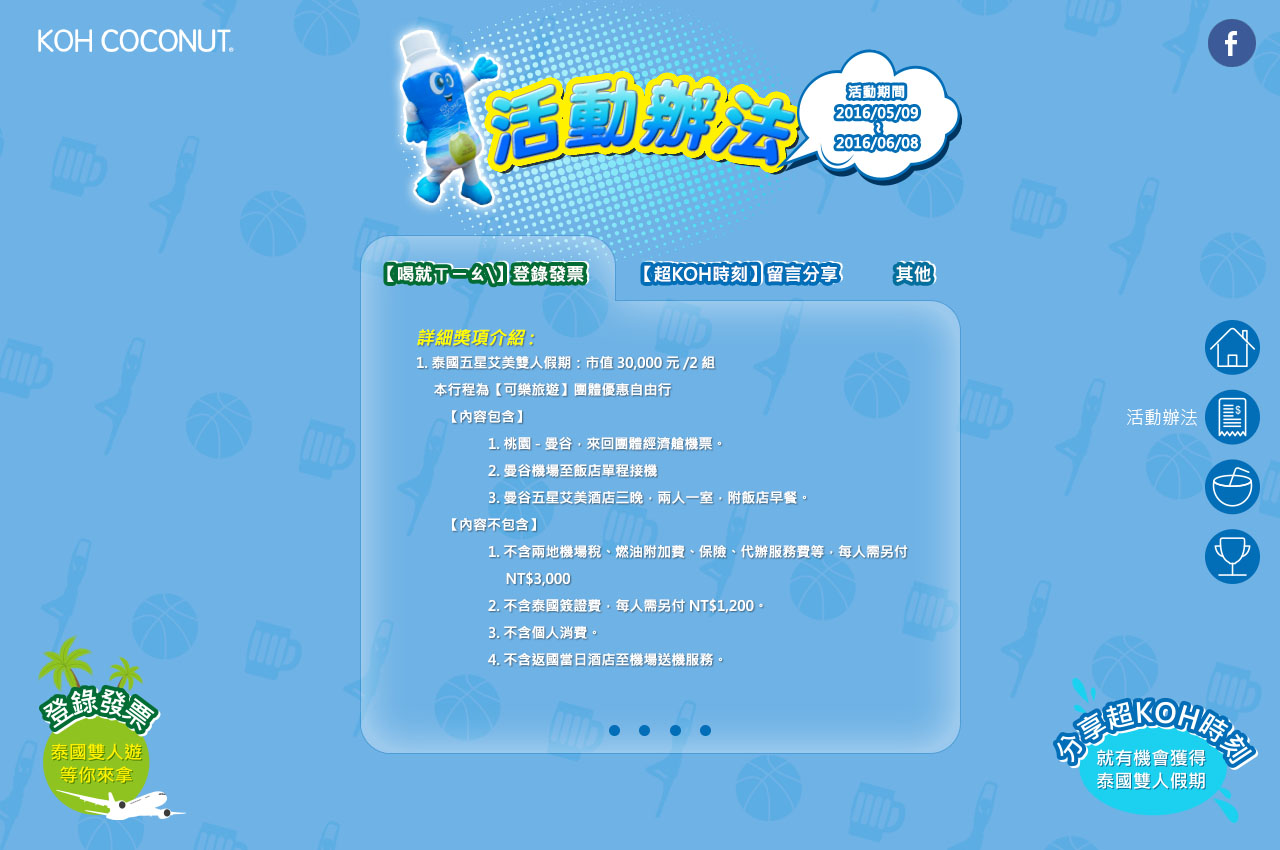 KOH COCONUT®
活動辦法
活動期間
2016/05/09
~
2016/06/08
【喝就ㄒㄧㄠ\】登錄發票
【超KOH時刻】留言分享
其他
詳細獎項介紹 :
1. 泰國五星艾美雙人假期：市值 30,000 元 /2 組
本行程為【可樂旅遊】團體優惠自由行
【內容包含】
1. 桃園－曼谷，來回團體經濟艙機票。
2. 曼谷機場至飯店單程接機
3. 曼谷五星艾美酒店三晚，兩人一室，附飯店早餐。
【內容不包含】
1. 不含兩地機場稅、燃油附加費、保險、代辦服務費等，每人需另付
NT$3,000
2. 不含泰國簽證費，每人需另付 NT$1,200。
3. 不含個人消費。
4. 不含返國當日酒店至機場送機服務。
活動辦法
登錄發票
泰國雙人遊
等你來拿
分享超KOH時刻
就有機會獲得
泰國雙人假期